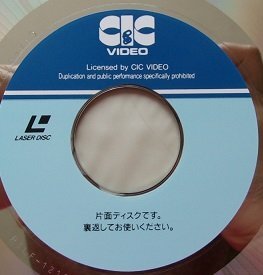 CIC
VIDEO
Licensed by CIC VIDEO
Duplication and public performance specifically prohibited
LASER DISC
片面ディスクです。
裏返してお使いください。